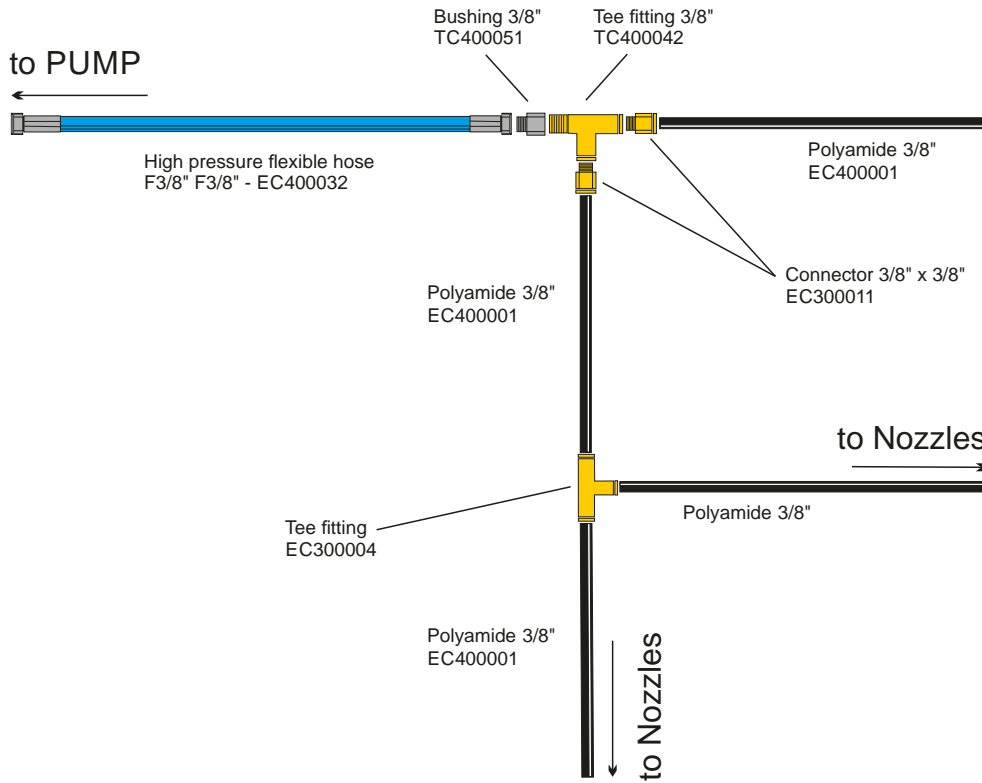 Bushing 3/8"
TC400051
Tee fitting 3/8"
TC400042
to PUMP
High pressure flexible hose
F3/8" F3/8" - EC400032
Polyamide 3/8"
EC400001
Connector 3/8" x 3/8"
EC300011
Polyamide 3/8"
EC400001
to Nozzles
Polyamide 3/8"
Tee fitting
EC300004
Polyamide 3/8"
EC400001
to Nozzles